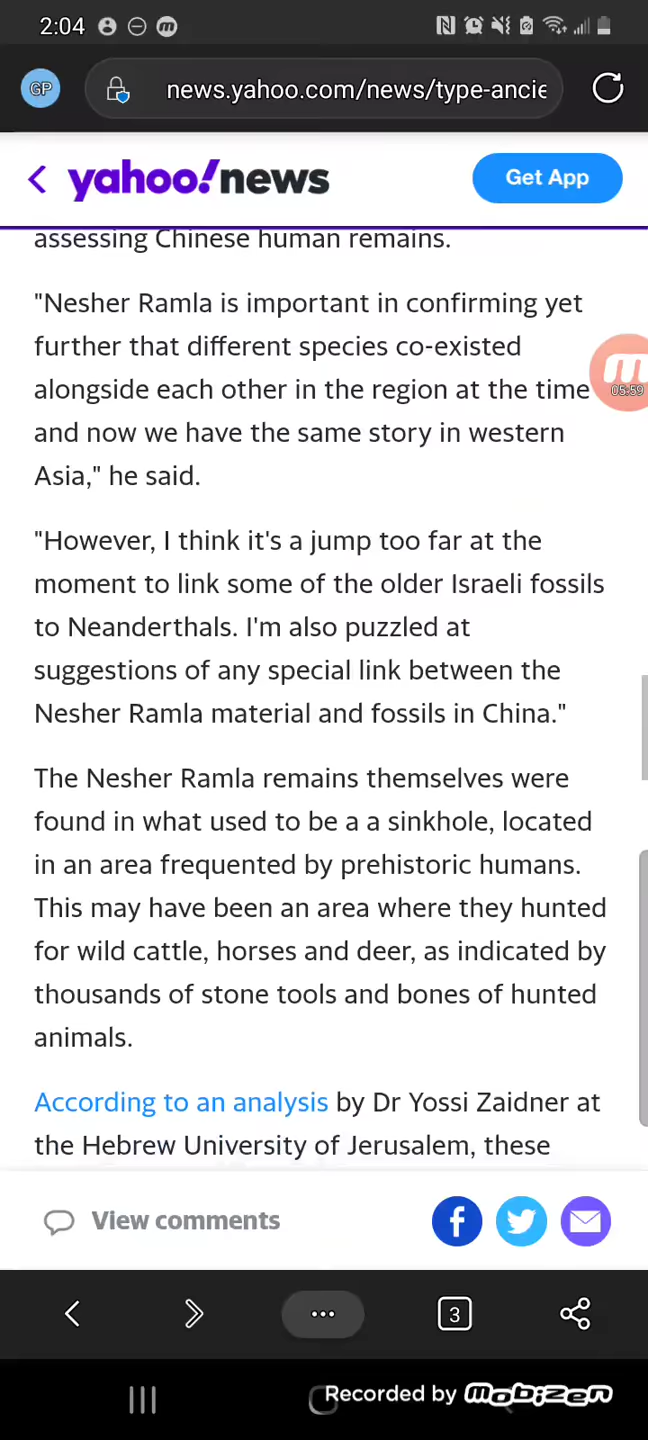 2:04
GP
news.yahoo.com/news/type-ancie
yahoo!news
Get App
assessing Chinese human remains.
"Nesher Ramla is important in confirming yet
further that different species co-existed
alongside each other in the region at the time
05:59
and now we have the same story in western
Asia," he said.
"However, I think it's a jump too far at the
moment to link some of the older Israeli fossils
to Neanderthals. I'm also puzzled at
suggestions of any special link between the
Nesher Ramla material and fossils in China."
The Nesher Ramla remains themselves were
found in what used to be a a sinkhole, located
in an area frequented by prehistoric humans.
This may have been an area where they hunted
for wild cattle, horses and deer, as indicated by
thousands of stone tools and bones of hunted
animals.
According to an analysis by Dr Yossi Zaidner at
the Hebrew University of Jerusalem, these
View comments
3
Recorded by mobizen